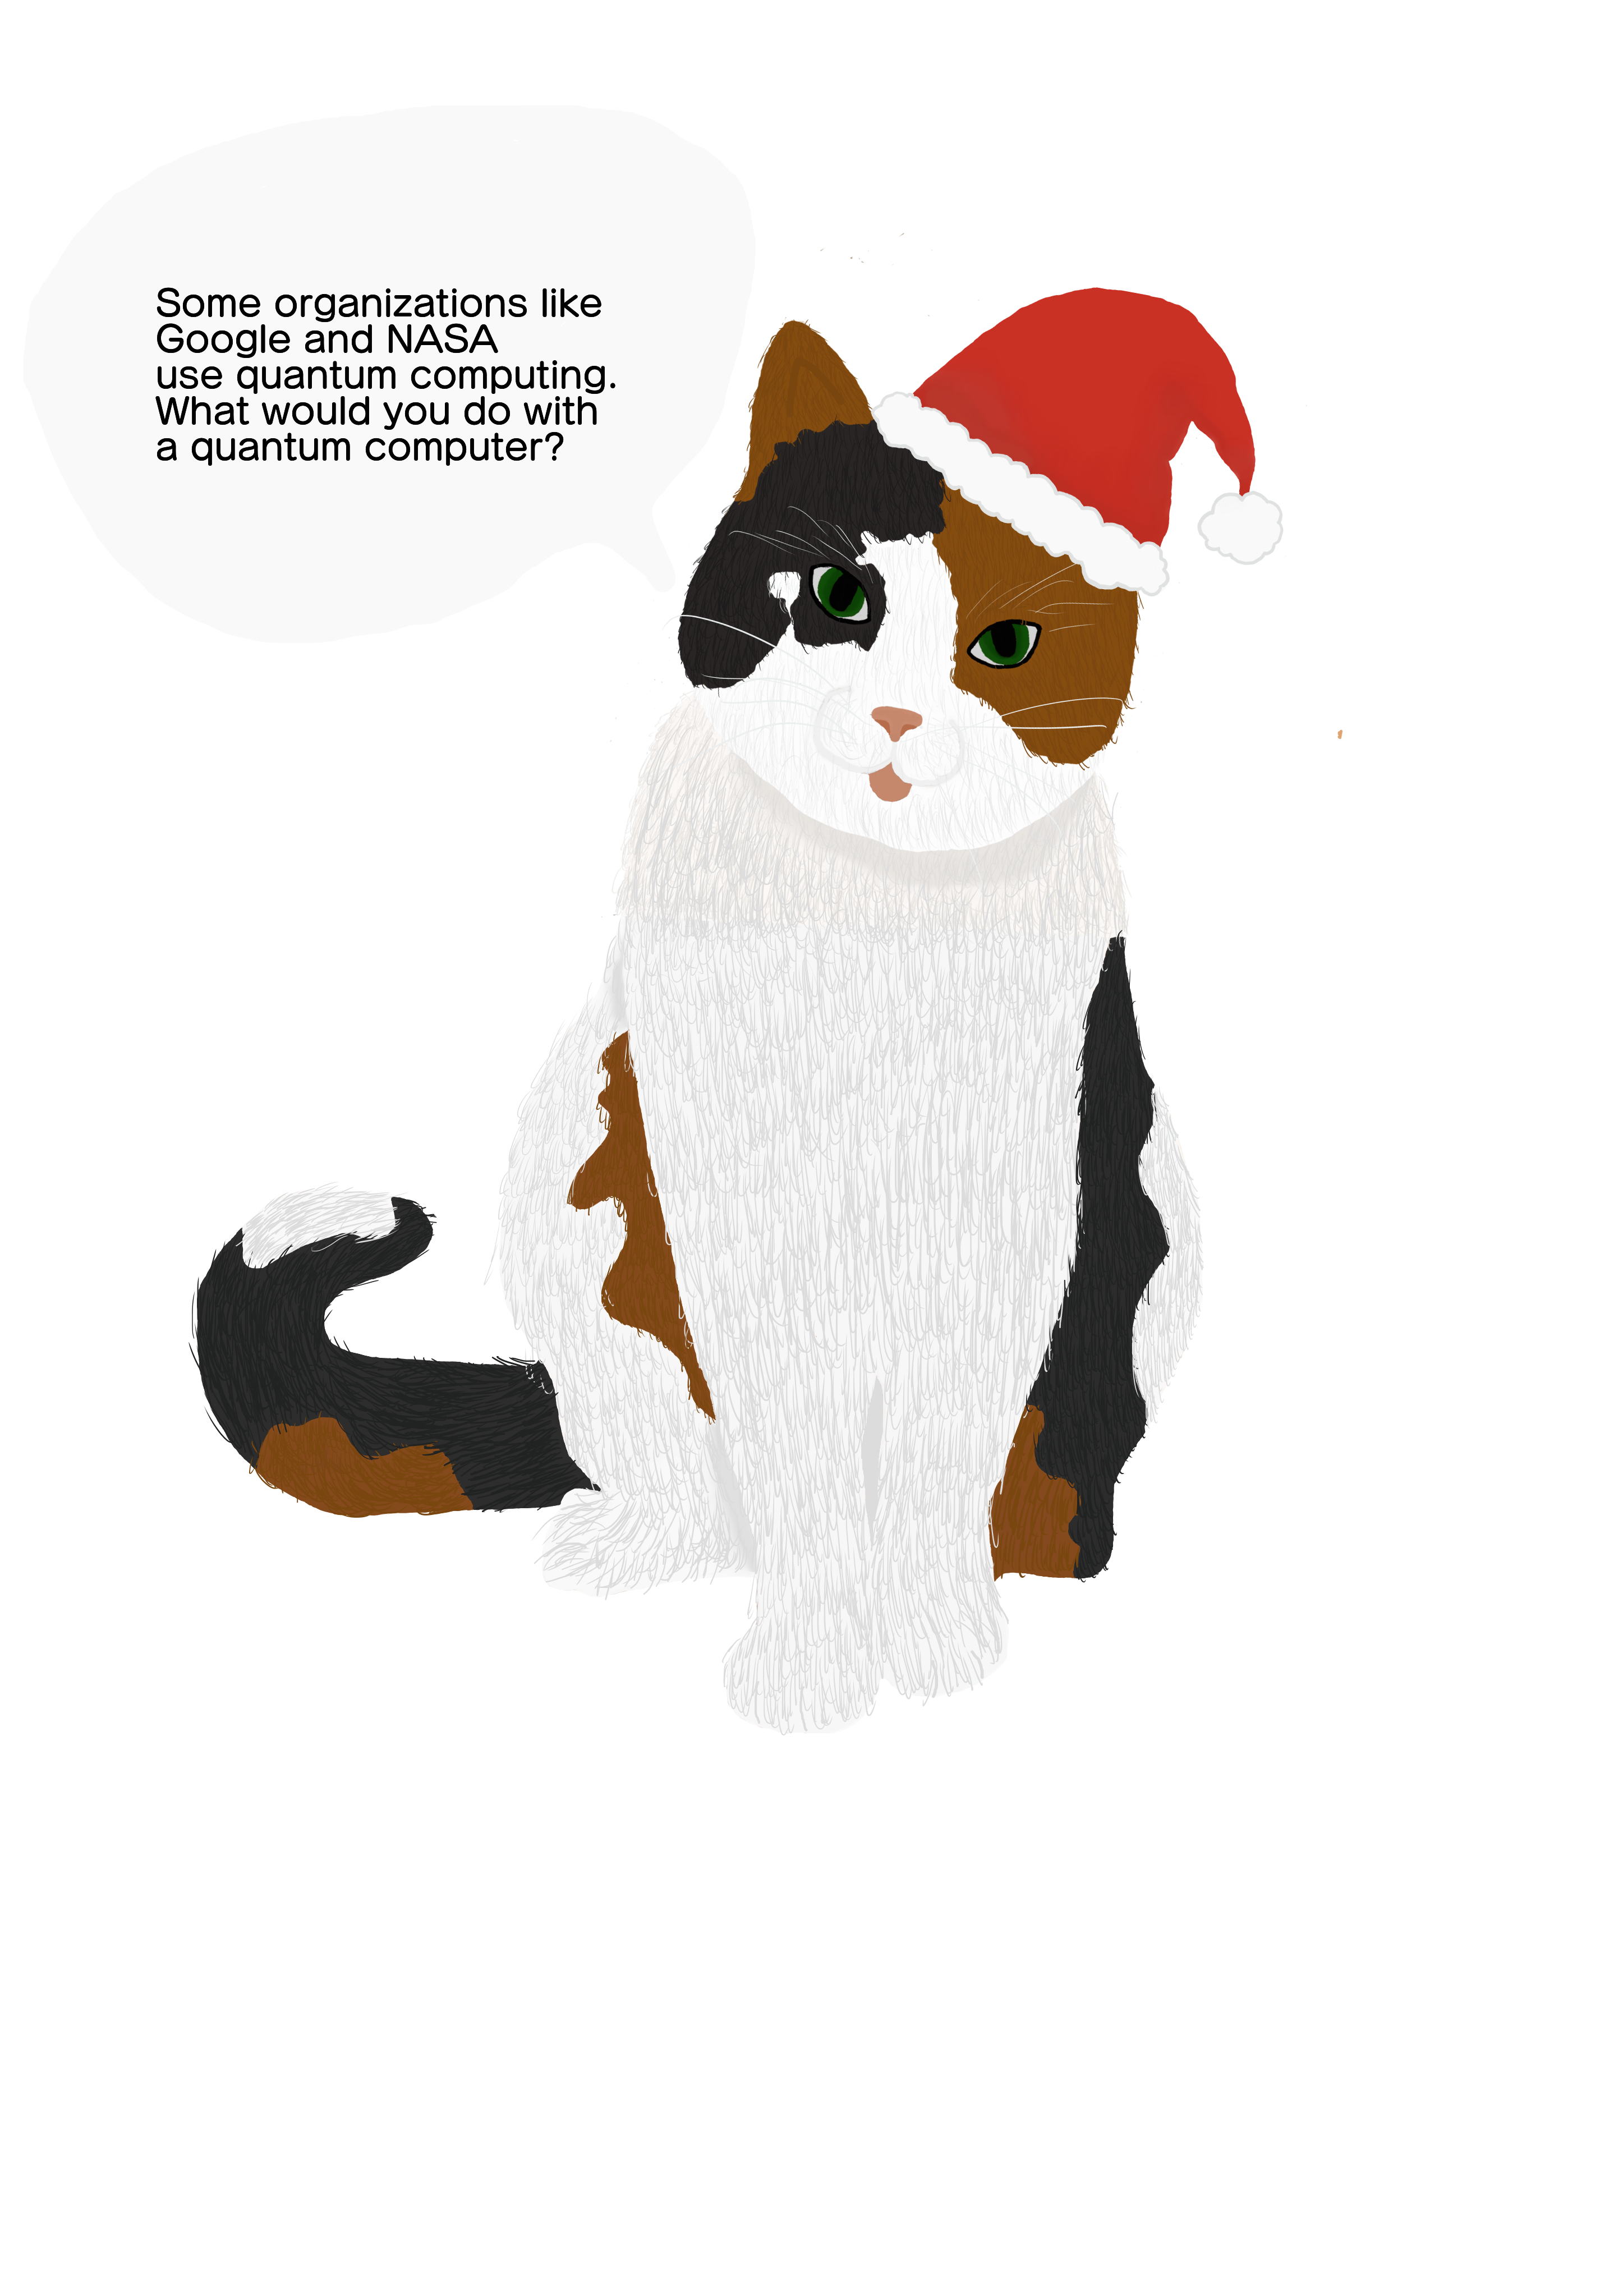 Some organizations like
Google and NASA
use quantum computing.
What would you do with
a quantum computer?